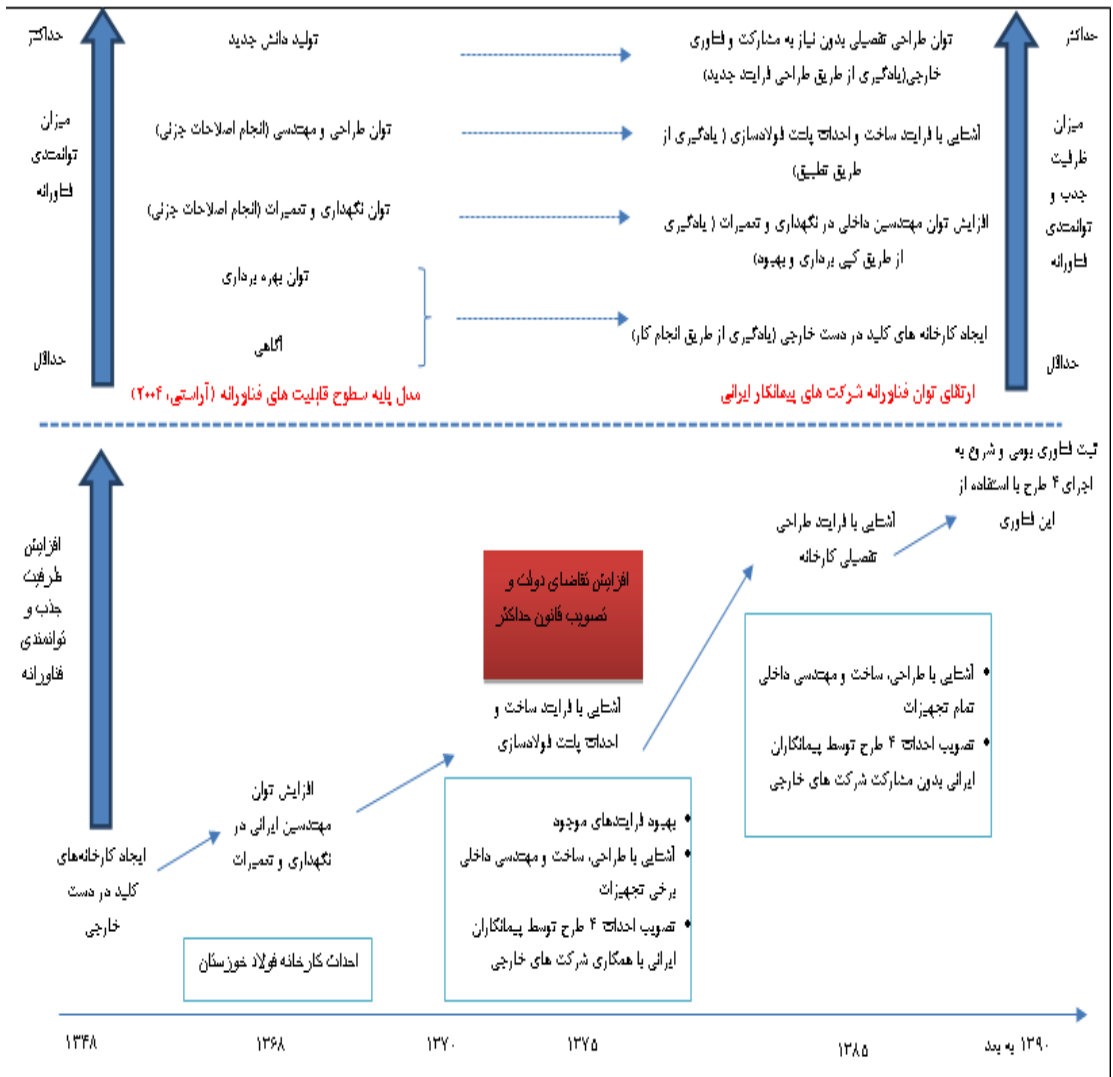 حداکثر
میزان
ظرفیت
جذب و
توانمندی
فناورانه
حداقل
توان طراحی تفصیلی بدون نیاز به مشارکت و فناوری
خارجی(یادگیری از طریق طراحی فرایند جدید)
آشنایی با فرایند ساخت و احداث پلنت فولادسازی ( یادگیری از
طریق تطبیق)
افزایش توان مهندسین داخلی در نگهداری و تعمیرات ( یادگیری
از طریق کپی برداری و بهبود)
ایجاد کارخانه های کلید در دست خارجی (یادگیری از طریق انجام کار)
ارتقای توان فناورانه شرکت های پیمانکار ایرانی
تولید دانش جدید
توان طراحی و مهندسی (انجام اصلاحات جزئی)
توان نگهداری و تعمیرات (انجام اصلاحات جزئی)
توان بهره برداری
آگاهی
مدل پایه سطوح قابلیت های فناورانه (آراستی، ۲۰۰۴)
حداکثر
میزان
توانمندی
فناورانه
حداقل
افزایش
ظرفیت
جذب و
توانمندی
فناورانه
ایجاد کارخانه‌های
کلید در دست
خارجی
افزایش توان
مهندسین ایرانی در
نگهداری و تعمیرات
احداث کارخانه فولاد خوزستان
افزایش تقاضای دولت و
تصویب قانون حداکثر
آشنایی با فرایند ساخت و
احداث پلنت فولادسازی
• بهبود فرایندهای موجود
• آشنایی با طراحی، ساخت و مهندسی داخلی
برخی تجهیزات
• تصویب احداث ۴ طرح توسط پیمانکاران
ایرانی با همکاری شرکت های خارجی
آشنایی با فرایند طراحی
تفصیلی کارخانه
• آشنایی با طراحی، ساخت و مهندسی داخلی
تمام تجهیزات
• تصویب احداث ۴ طرح توسط پیمانکاران
ایرانی بدون مشارکت شرکت های خارجی
ثبت فناوری بومی و شروع به
اجرای ۴ طرح با استفاده از
این فناوری
۱۳۴۸
۱۳۶۸
۱۳۷۰
۱۳۷۵
۱۳۸۵
۱۳۹۰ به بعد